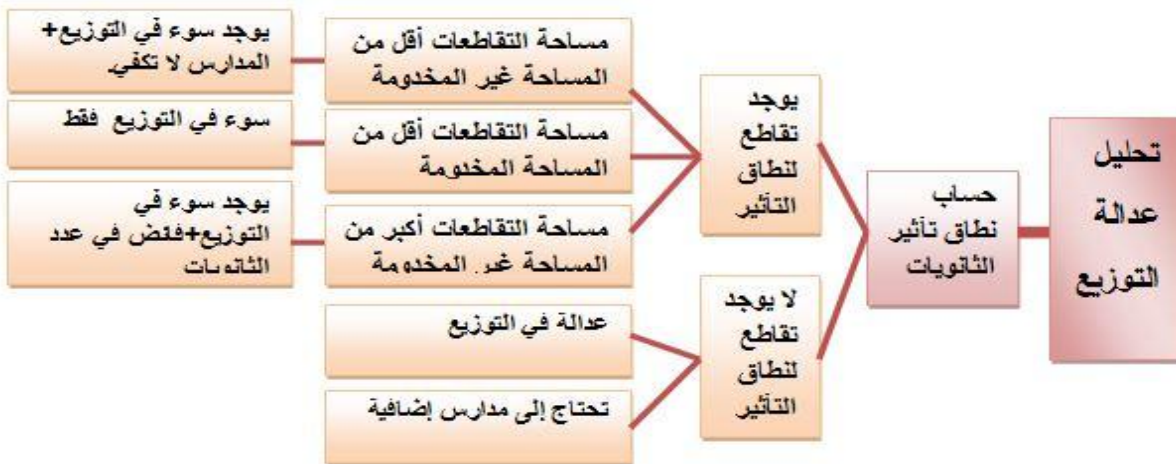 تحليل
عدالة
التوزيع
حساب
نطاق تأثير
الثانويات
يوجد
تقاطع
لنطاق
التأثير
مساحة التقاطعات أقل من
المساحة غير المخدومة
يوجد سوء في التوزيع+
المدارس لا تكفي
مساحة التقاطعات أقل من
المساحة المخدومة
سوء في التوزيع فقط
مساحة التقاطعات أكبر من
المساحة غير المخدومة
يوجد سوء في
التوزيع+فائض في عدد
الثانويات
لا يوجد
تقاطع
لنطاق
التأثير
عدالة في التوزيع
تحتاج إلى مدارس إضافية